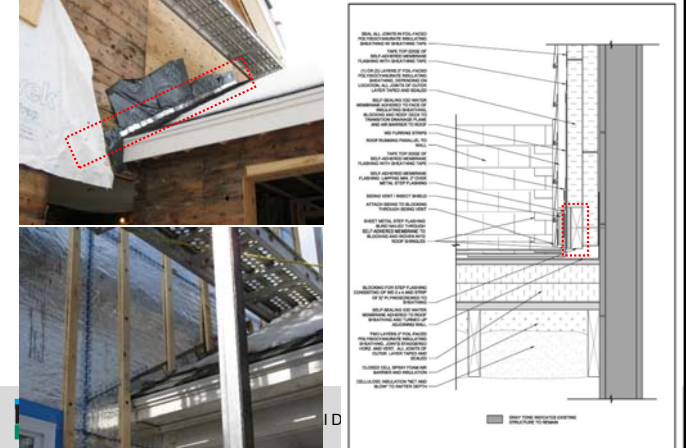 SEAL ALL JOINTS IN FOIL-FACED
POLYISOCYANURATE INSULATING
SHEATHING W/ SHEATHING TAPE
TAPE TOP EDGE OF
SELF-ADHERED MEMBRANE
FLASHING WITH SHEATHING TAPE
(1) OR (2) LAYERS 2" FOIL-FACED
POLYISOCYANURATE INSULATING
SHEATHING, DEPENDING ON
LOCATION, ALL JOINTS OF OUTER
LAYER TAPED AND SEALED
SELF-SEALING ICE/ WATER
MEMBRANE ADHERED TO FACE OF
INSULATING SHEATHING,
BLOCKING AND ROOF DECK TO
TRANSITION DRAINAGE PLANE
AND AIR BARRIER TO ROOF
WD FURRING STRIPS
ROOF RUNNING PARALLEL TO
WALL
TAPE TOP EDGE OF
SELF-ADHERED MEMBRANE
FLASHING WITH SHEATHING TAPE
SELF-ADHERED MEMBRANE
FLASHING, LAPPING MIN. 2" OVER
METAL STEP FLASHING
SIDING VENT / INSECT SHIELD
ATTACH SIDING TO BLOCKING
THROUGH SIDING VENT
SHEET METAL STEP FLASHING
NAILED THROUGH
SELF-ADHERED MEMBRANE TO
BLOCKING AND WOVEN INTO
ROOF SHINGLES
BLOCKING FOR STEP FLASHING
CONSISTING OF WD 2 x 4 AND STRIP
OF PLYWOOD TO
SHEATHING
SELF-SEALING ICE/ WATER
MEMBRANE ADHERED TO ROOF
SHEATHING AND TURNED UP
ADJOINING WALL
TWO LAYERS 2" FOIL-FACED
POLYISOCYANURATE INSULATING
SHEATHING, JOINTS STAGGERED
HORZ. AND VERT. ALL JOINTS OF
OUTER LAYER TAPED AND
SEALED
CLOSED CELL SPRAY FOAM AIR
BARRIER AND INSULATION
CELLULOSE INSULATION "NET AND
BLOW" TO RAFTER DEPTH
GRAY TONE INDICATES EXISTING
STRUCTURE TO REMAIN
I D